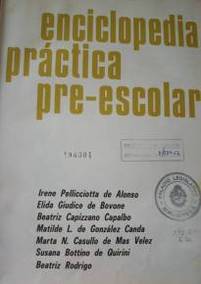 enciclopedia
práctica
pre-escolar
Irene Pellicciotta de Alonso
Elida Giudice de Bovone
Beatriz Capizzano Capalbo
Matilde L. de González Canda
Marta N. Casullo de Mas Velez
Susana Bottino de Quirini
Beatriz Rodrigo